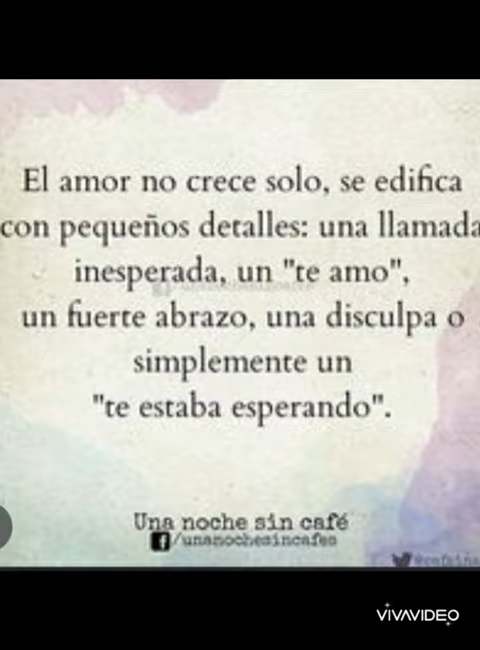 El amor no crece solo, se edifica
con pequeños detalles: una llamada
inesperada, un "te amo",
un fuerte abrazo, una disculpa o
simplemente un
"te estaba esperando".
Una noche sin café
/unanochesincafee
VIVAVIDEO